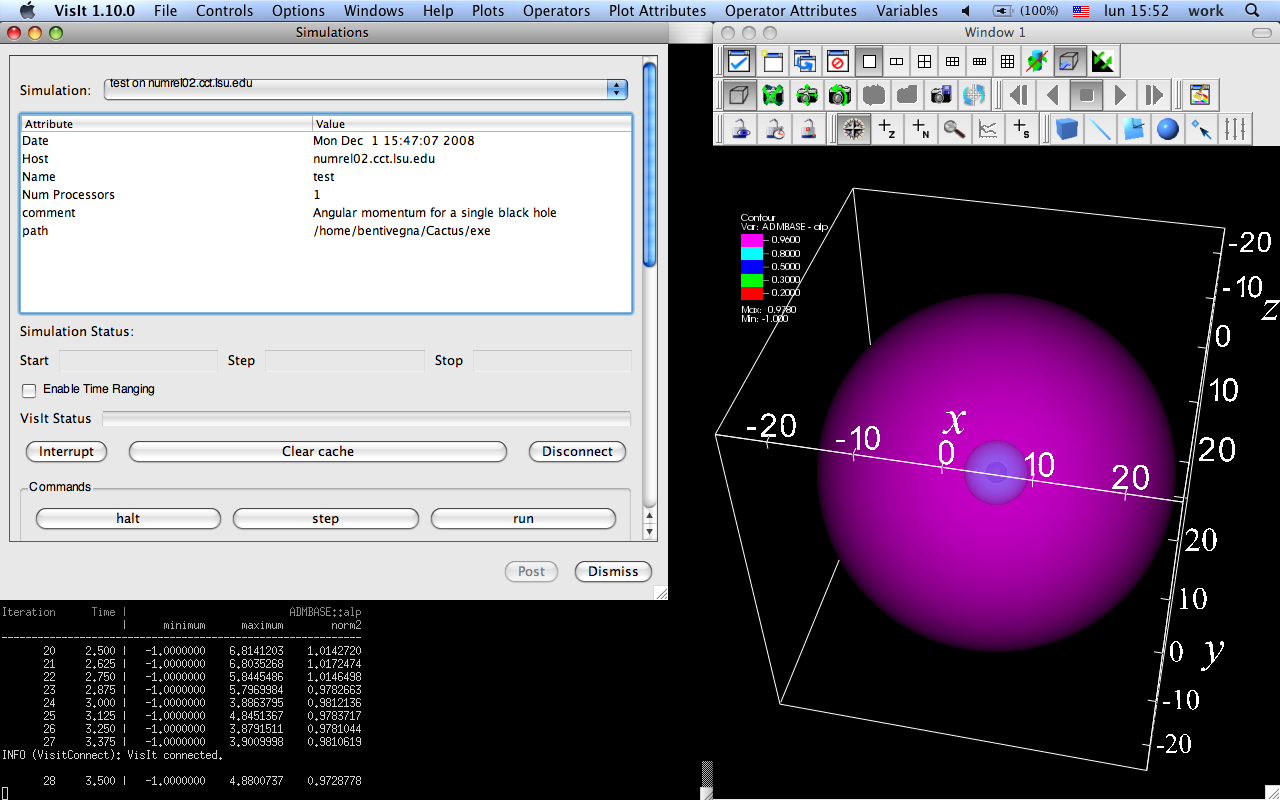 VisIt 1.10.0 File Controls Options Windows Help Plots Operators Plot Attributes Operator Attributes Variables (100%) lun 15:52 work
Simulations
Simulation: test on numrel02.cct.lsu.edu
Attribute Value
Date Mon Dec 1 15:47:07 2008
Host numrel02.cct.lsu.edu
Name test
Num Processors 1
comment Angular momentum for a single black hole
path /home/bentivegna/Cactus/exe
Simulation Status:
Start Step Stop
Enable Time Ranging
VisIt Status
Interrupt Clear cache Disconnect
Commands
halt step run
Post Dismiss
Iteration Time | ADMBASE::alp
| minimum maximum norm2
20 2.500 | -1.0000000 6.8141203 1.0142720
21 2.625 | -1.0000000 6.8035268 1.0172474
22 2.750 | -1.0000000 5.8445486 1.0146498
23 2.875 | -1.0000000 5.7969984 0.9782663
24 3.000 | -1.0000000 3.8863795 0.9812136
25 3.125 | -1.0000000 4.8451367 0.9783717
26 3.250 | -1.0000000 3.8791511 0.9781044
27 3.375 | -1.0000000 3.9009998 0.9810619
INFO (VisitConnect): VisIt connected.
28 3.500 | -1.0000000 4.8800737 0.9728778
Window 1
Z
N
S
Contour
Var: ADMBASE - alp
0.9600
0.8000
0.5000
0.3000
0.2000
Max: 0.9780
Min: -1.000
-20
-10
z
0
10
20
x
-20 -10 0 10 20
20
10
0 y
-10
-20